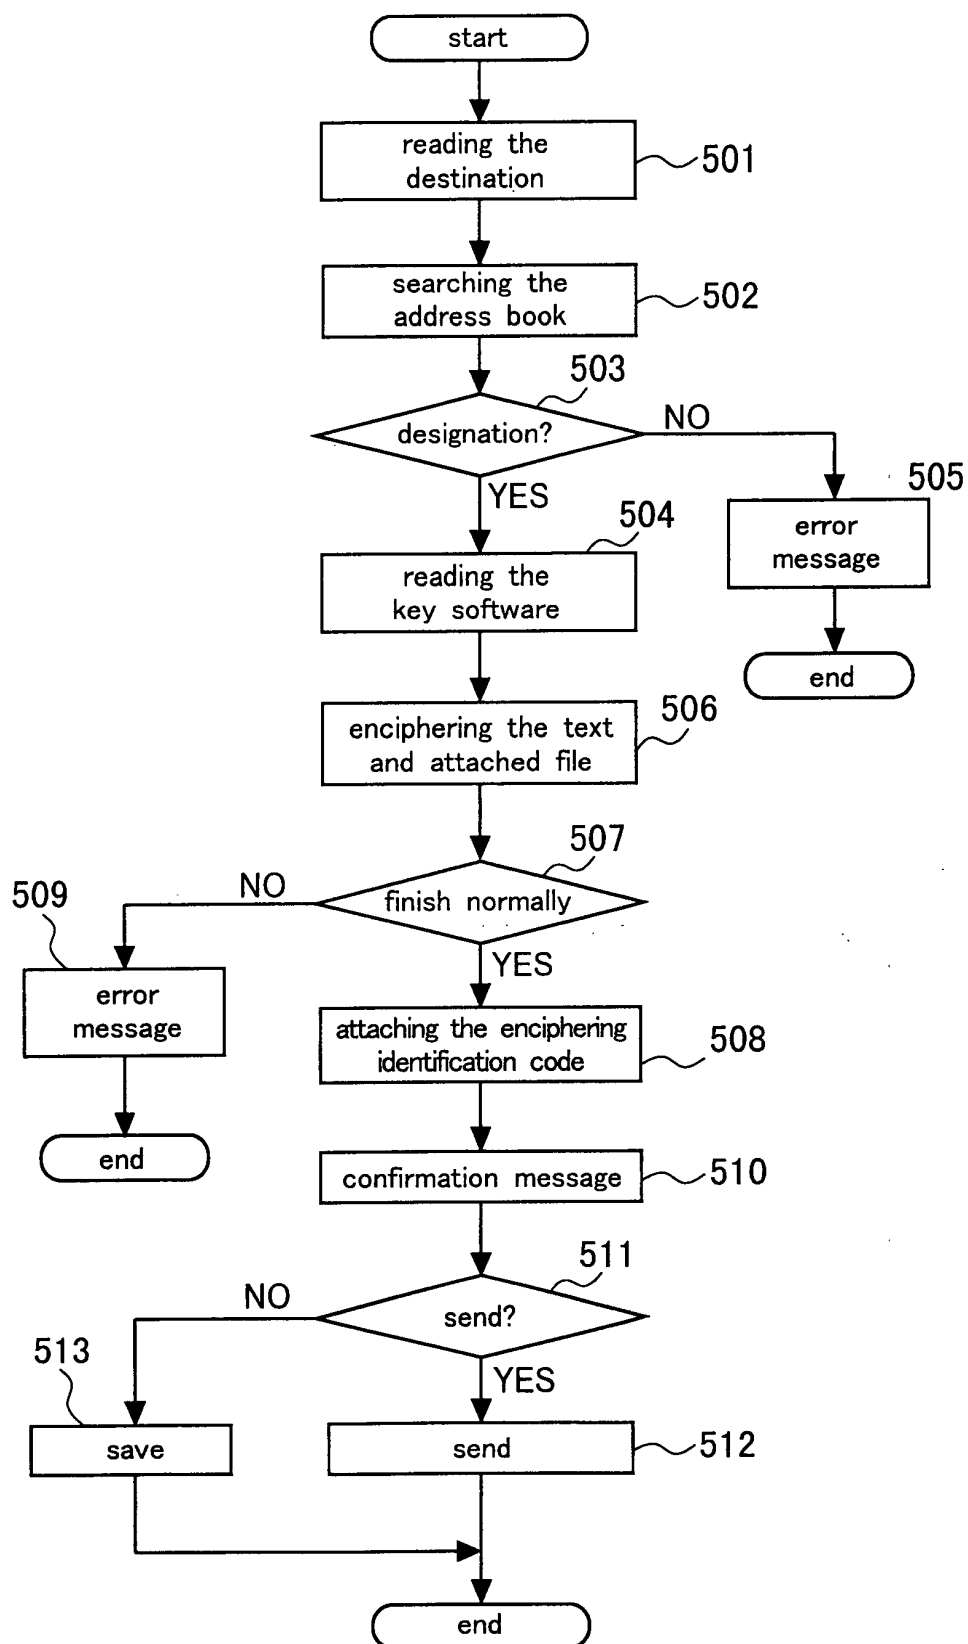 start
reading the
destination
501
searching the
address book
502
503
designation?
NO
YES
505
error
message
end
504
reading the
key software
enciphering the text
and attached file
506
507
finish normally
NO
YES
509
error
message
end
attaching the enciphering
identification code
508
confirmation message
510
511
send?
NO
YES
513
save
send
512
end